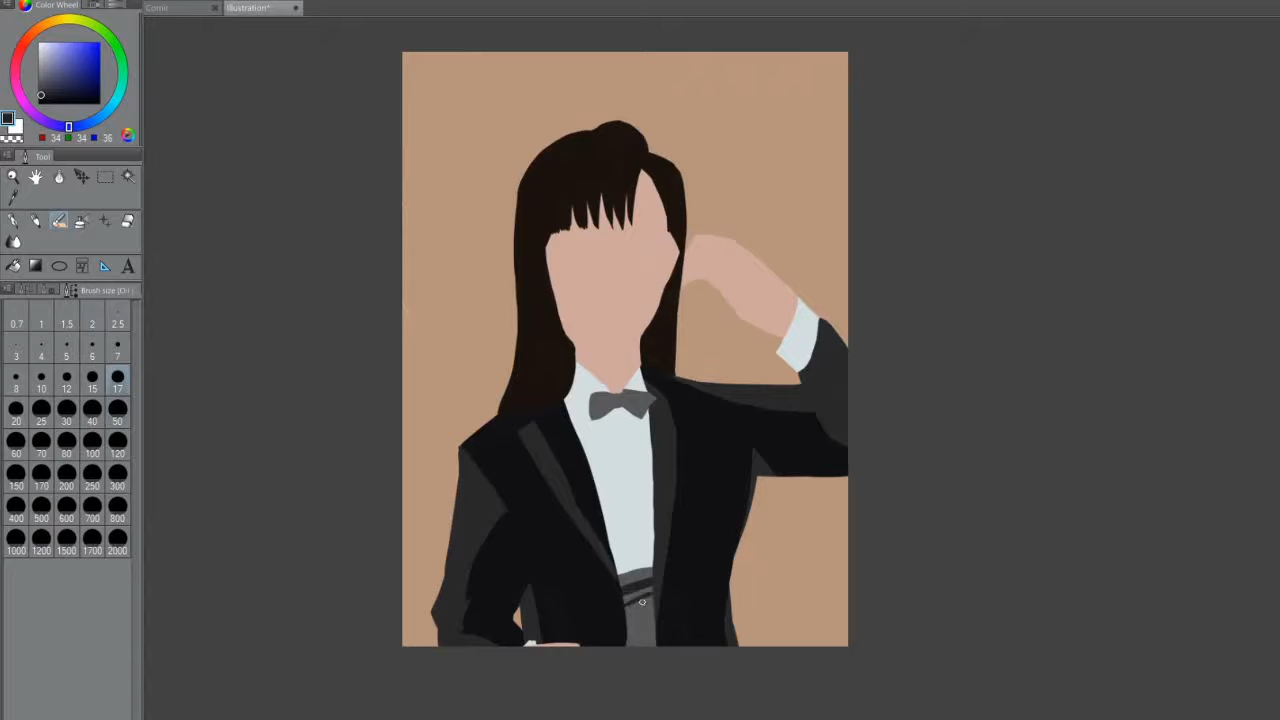 Color Wheel
Comic
Illustration*
34 34 36
Tool
A
Brush size [Oil
0.7 1 1.5 2 2.5
3 4 5 6 7
8 10 12 15 17
20 25 30 40 50
60 70 80 100 120
150 170 200 250 300
400 500 600 700 800
1000 1200 1500 1700 2000